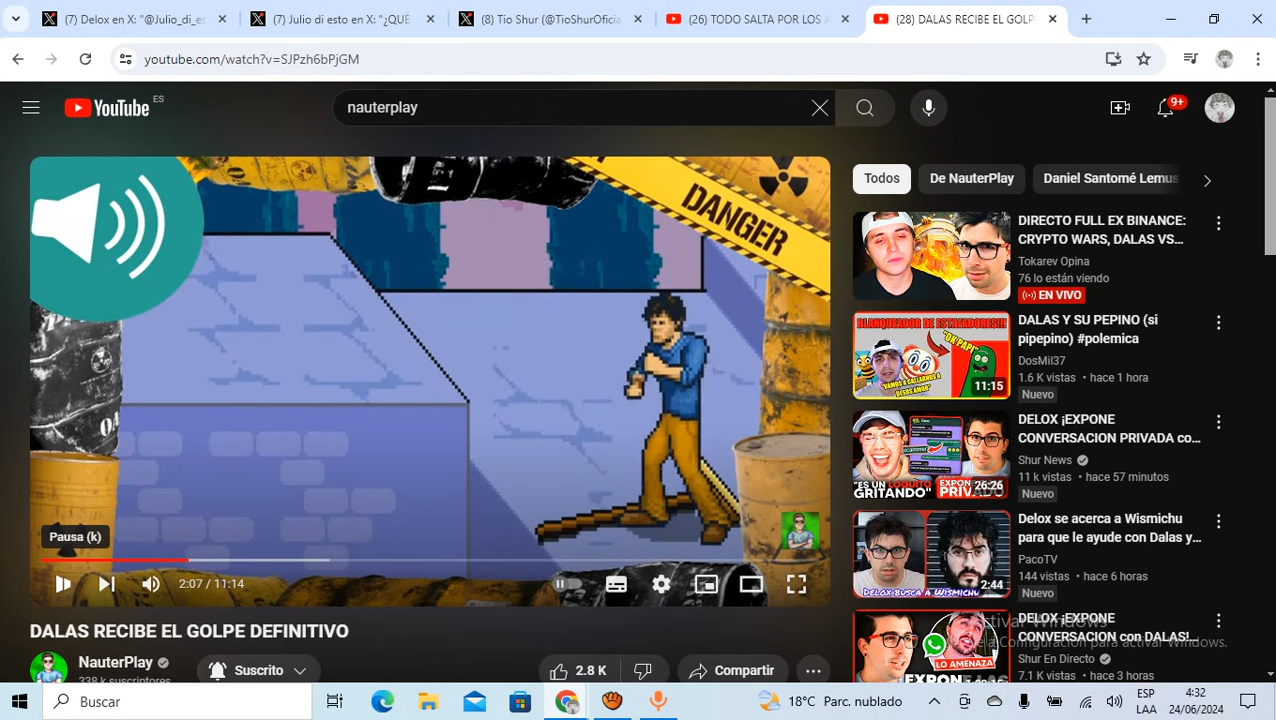 (7) Delox en X: "@Julio_di_es
(7) Julio di esto en X: "¿QUÉ
(8) Tio Shur (@TioShurOficia
(26) TODO SALTA POR LOS A
(28) DALAS RECIBE EL GOLP
youtube.com/watch?v=SJPzh6bPjGM
YouTube ES
nauterplay
9+
DANGER
Pausa (k)
2:07 / 11:14
DALAS RECIBE EL GOLPE DEFINITIVO
NauterPlay
338 k suscriptores
Suscrito
2.8 K
Compartir
Todos
De NauterPlay
Daniel Santomé Lemus
DIRECTO FULL EX BINANCE:
CRYPTO WARS, DALAS VS…
Tokarev Opina
76 lo están viendo
EN VIVO
BLANQUEADOR DE ESTAFADORES!!!
"OK PAPI"
"VAMOS A CALLARNOS A
BESOS AMOR"
11:15
DALAS Y SU PEPINO (si
pipepino) #polemica
DosMil37
1.6 K vistas • hace 1 hora
Nuevo
"ES UN LOQUITO
GRITANDO"
EXPON
PRIVADO
26:26
DELOX ¡EXPONE
CONVERSACION PRIVADA co…
Shur News
11 k vistas • hace 57 minutos
Nuevo
DELOX BUSCA A WISMICHU
2:44
Delox se acerca a Wismichu
para que le ayude con Dalas y…
PacoTV
144 vistas • hace 6 horas
Nuevo
LO AMENAZA
EXPON
DELOX ¡EXPONE
CONVERSACION con DALAS!…
Shur En Directo
7.1 K vistas • hace 3 horas
Activar Windows
Configuración para activar Windows.
Buscar
18°C Parc. nublado
ESP
LAA
4:32
24/06/2024